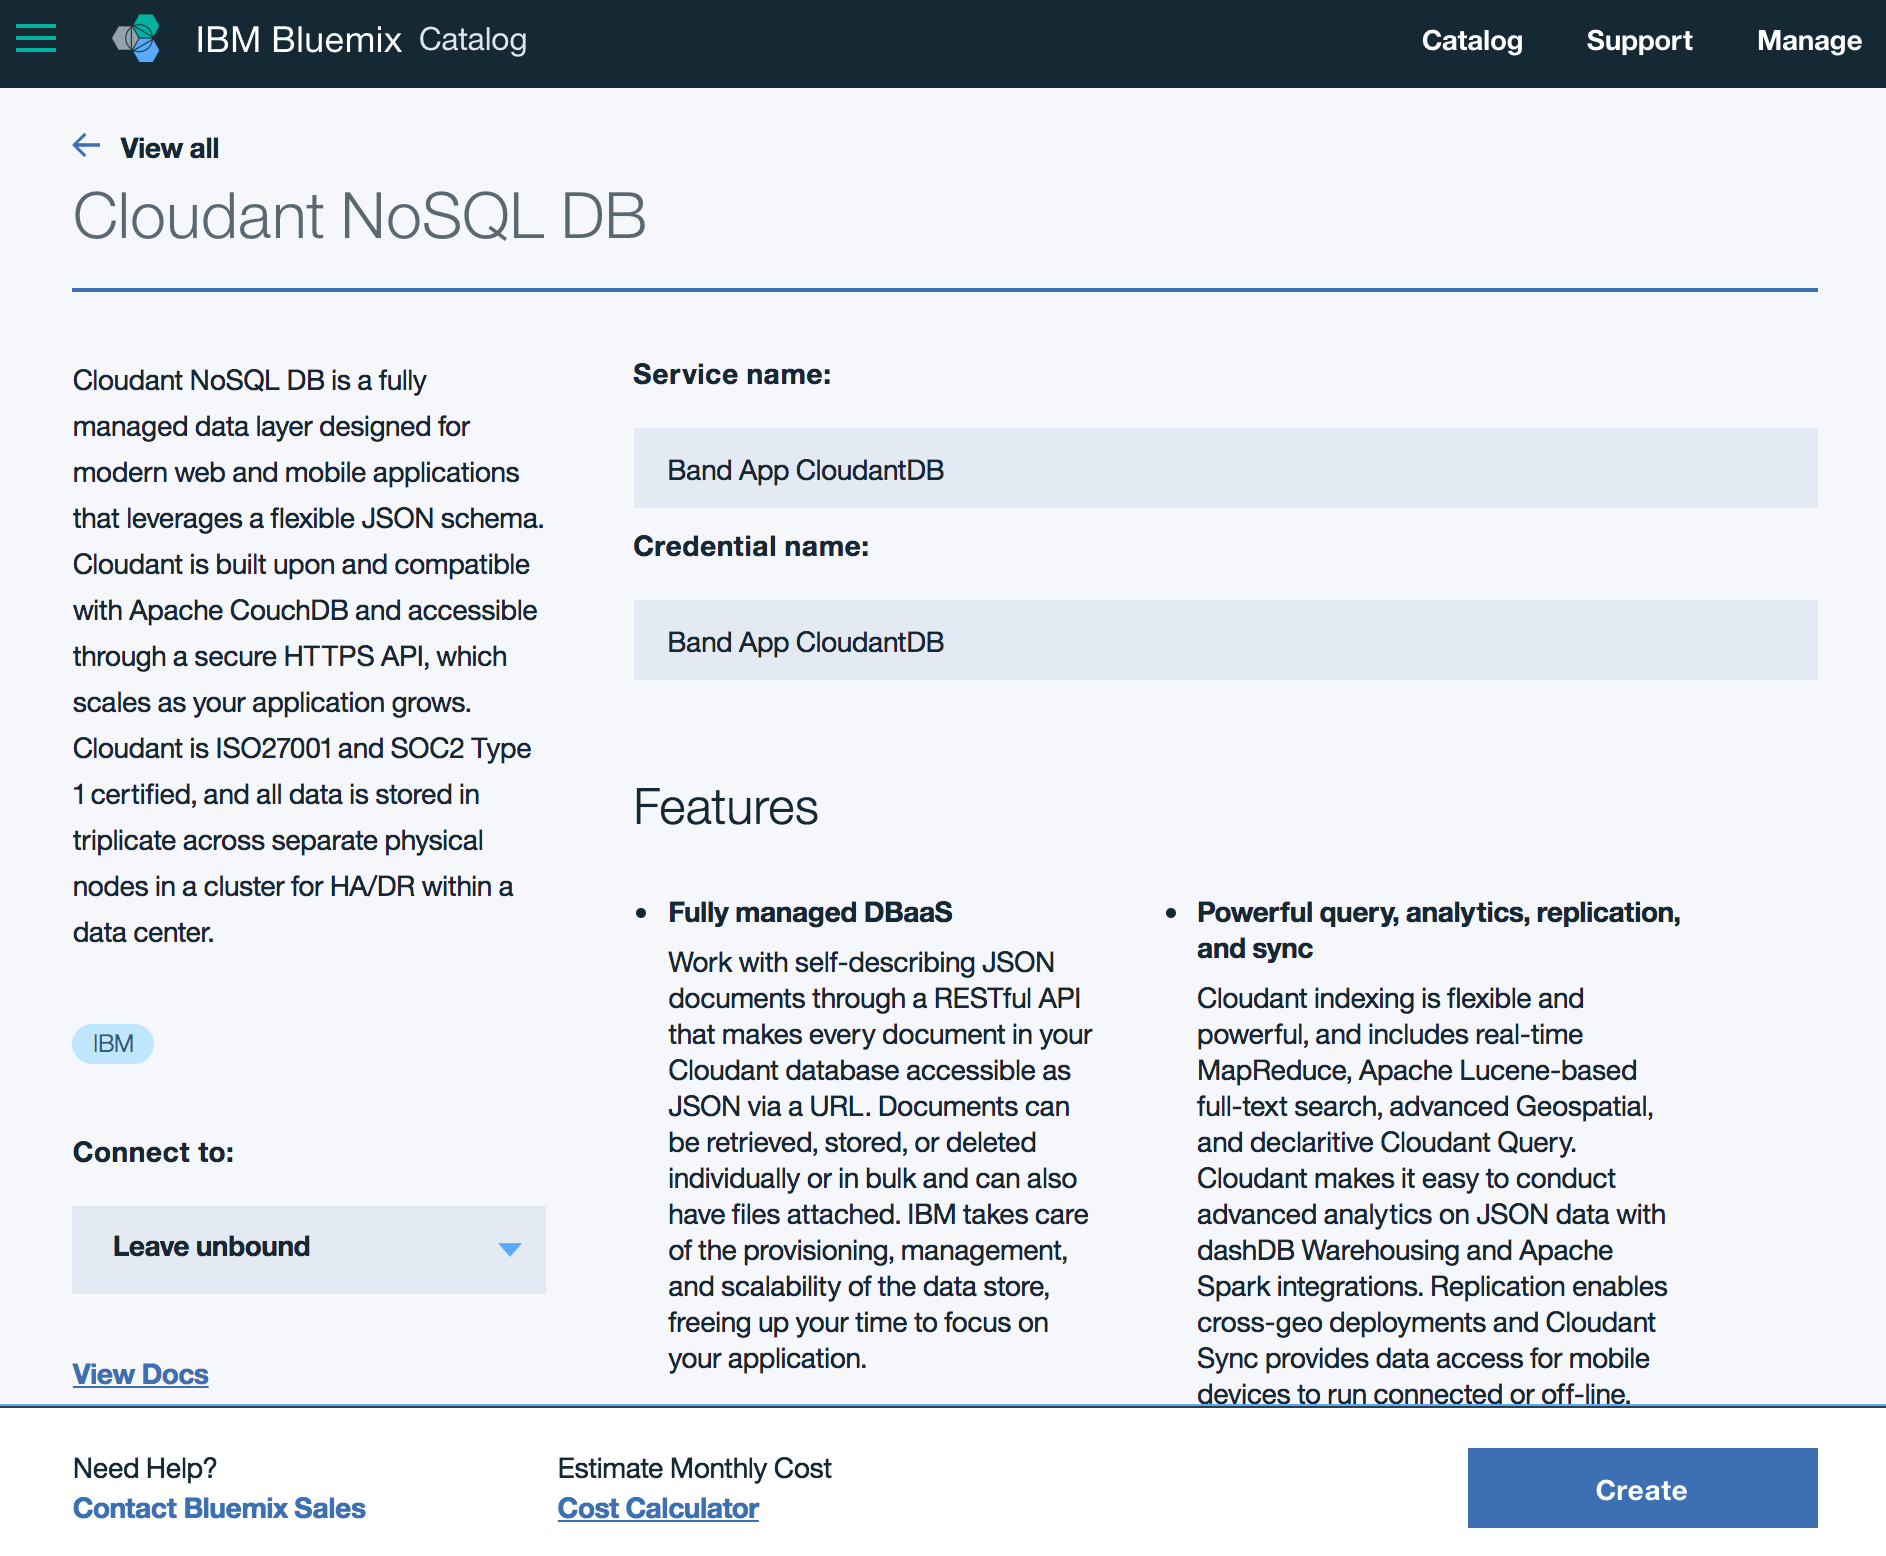 IBM Bluemix Catalog
Catalog Support Manage
View all
Cloudant NoSQL DB
Cloudant NoSQL DB is a fully
managed data layer designed for
modern web and mobile applications
that leverages a flexible JSON schema.
Cloudant is built upon and compatible
with Apache CouchDB and accessible
through a secure HTTPS API, which
scales as your application grows.
Cloudant is ISO27001 and SOC2 Type
1 certified, and all data is stored in
triplicate across separate physical
nodes in a cluster for HA/DR within a
data center.
IBM
Connect to:
Leave unbound
View Docs
Service name:
Band App CloudantDB
Credential name:
Band App CloudantDB
Features
• Fully managed DBaaS
Work with self-describing JSON
documents through a RESTful API
that makes every document in your
Cloudant database accessible as
JSON via a URL. Documents can
be retrieved, stored, or deleted
individually or in bulk and can also
have files attached. IBM takes care
of the provisioning, management,
and scalability of the data store,
freeing up your time to focus on
your application.
• Powerful query, analytics, replication,
and sync
Cloudant indexing is flexible and
powerful, and includes real-time
MapReduce, Apache Lucene-based
full-text search, advanced Geospatial,
and declaritive Cloudant Query.
Cloudant makes it easy to conduct
advanced analytics on JSON data with
dashDB Warehousing and Apache
Spark integrations. Replication enables
cross-geo deployments and Cloudant
Sync provides data access for mobile
devices to run connected or off-line.
Need Help?
Contact Bluemix Sales
Estimate Monthly Cost
Cost Calculator
Create